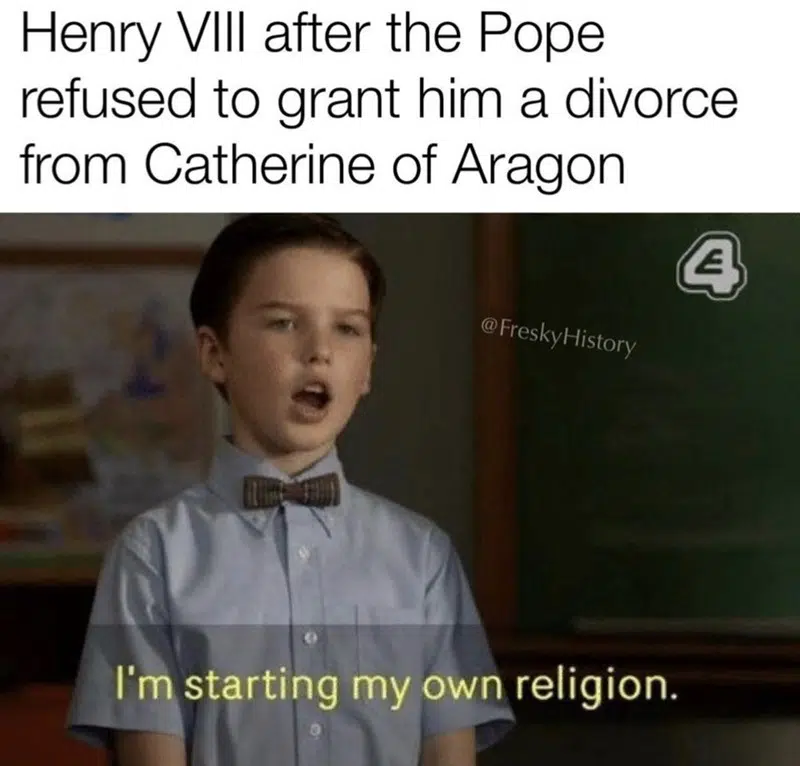 Henry VIII after the Pope
refused to grant him a divorce
from Catherine of Aragon
4
@FreskyHistory
I'm starting my own religion.